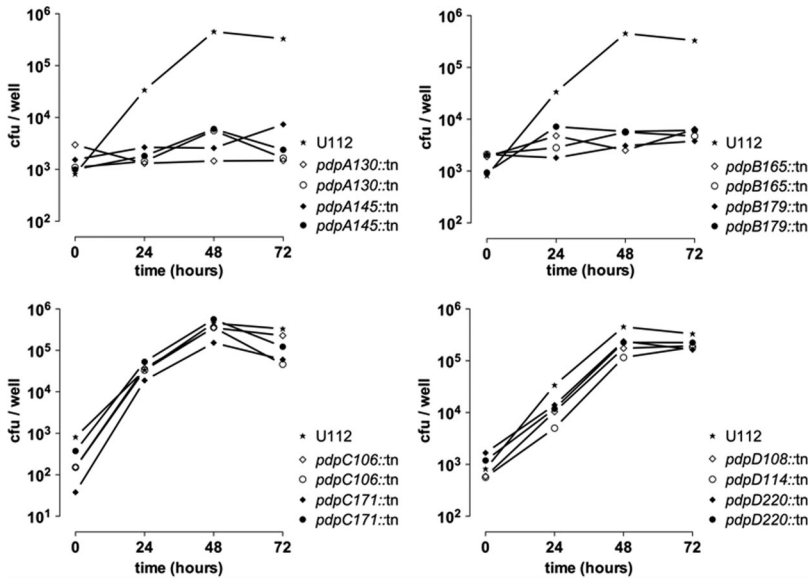 10⁶
10⁵
10⁴
10³
10²
cfu / well
0 24 48 72
time (hours)
U112
pdpA130::tn
pdpA130::tn
pdpA145::tn
pdpA145::tn
10⁶
10⁵
10⁴
10³
10²
cfu / well
0 24 48 72
time (hours)
U112
pdpB165::tn
pdpB165::tn
pdpB179::tn
pdpB179::tn
10⁶
10⁵
10⁴
10³
10²
10¹
cfu / well
0 24 48 72
time (hours)
U112
pdpC106::tn
pdpC106::tn
pdpC171::tn
pdpC171::tn
10⁶
10⁵
10⁴
10³
10²
cfu / well
0 24 48 72
time (hours)
U112
pdpD108::tn
pdpD114::tn
pdpD220::tn
pdpD220::tn